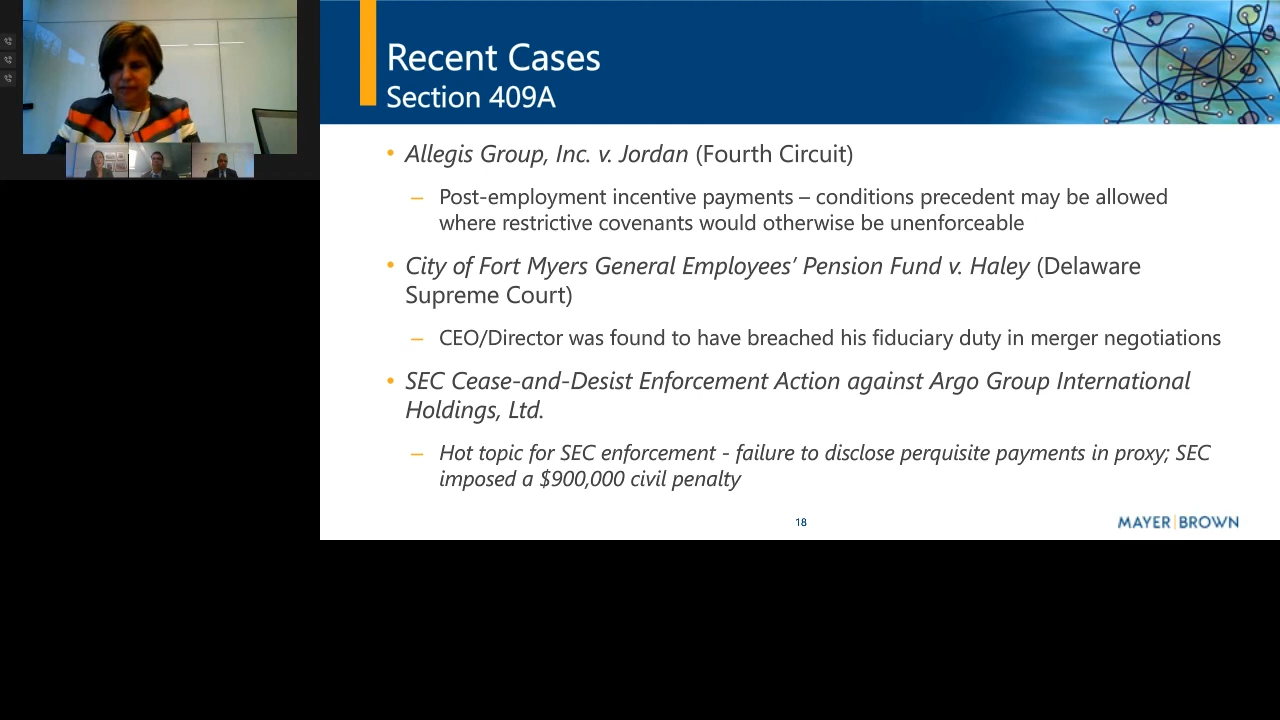 Recent Cases
Section 409A
• Allegis Group, Inc. v. Jordan (Fourth Circuit)
– Post-employment incentive payments – conditions precedent may be allowed
where restrictive covenants would otherwise be unenforceable
• City of Fort Myers General Employees’ Pension Fund v. Haley (Delaware
Supreme Court)
– CEO/Director was found to have breached his fiduciary duty in merger negotiations
• SEC Cease-and-Desist Enforcement Action against Argo Group International
Holdings, Ltd.
– Hot topic for SEC enforcement - failure to disclose perquisite payments in proxy; SEC
imposed a $900,000 civil penalty
18
MAYER | BROWN